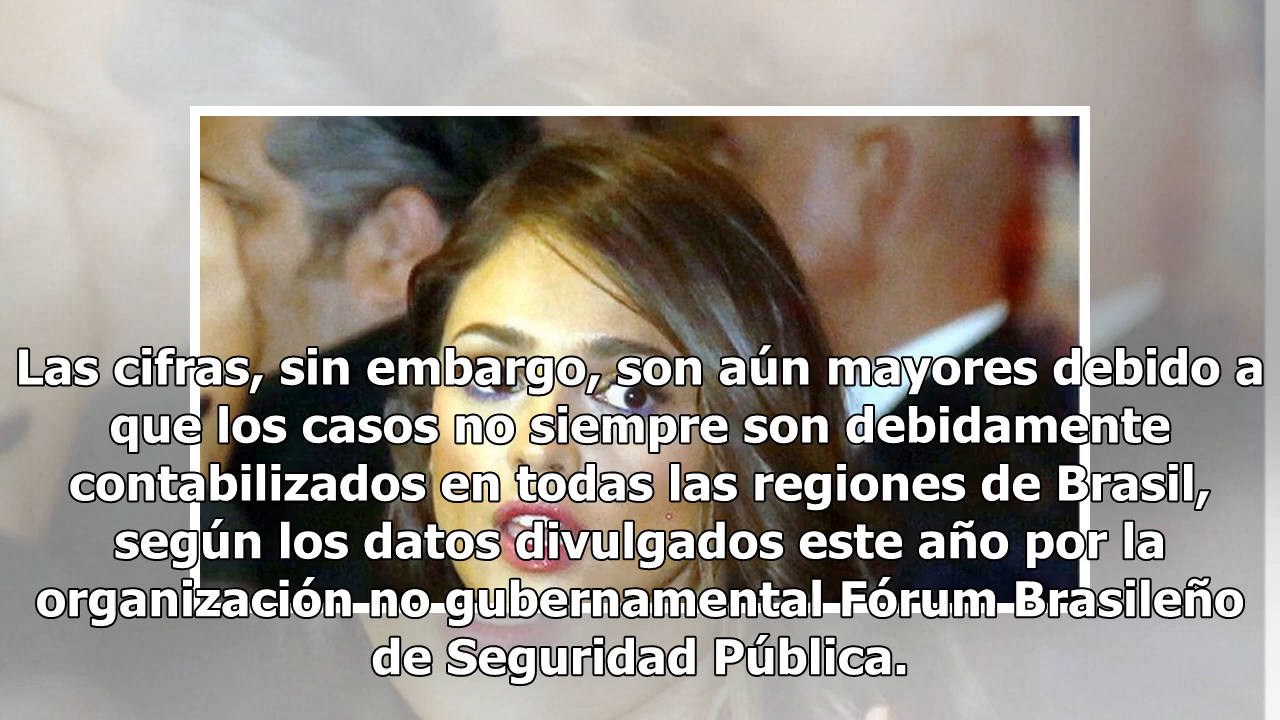 Las cifras, sin embargo, son aún mayores debido a
que los casos no siempre son debidamente
contabilizados en todas las regiones de Brasil,
según los datos divulgados este año por la
organización no gubernamental Fórum Brasileño
de Seguridad Pública.